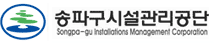 송파구시설관리공단
Songpa-gu Installations Management Corporation